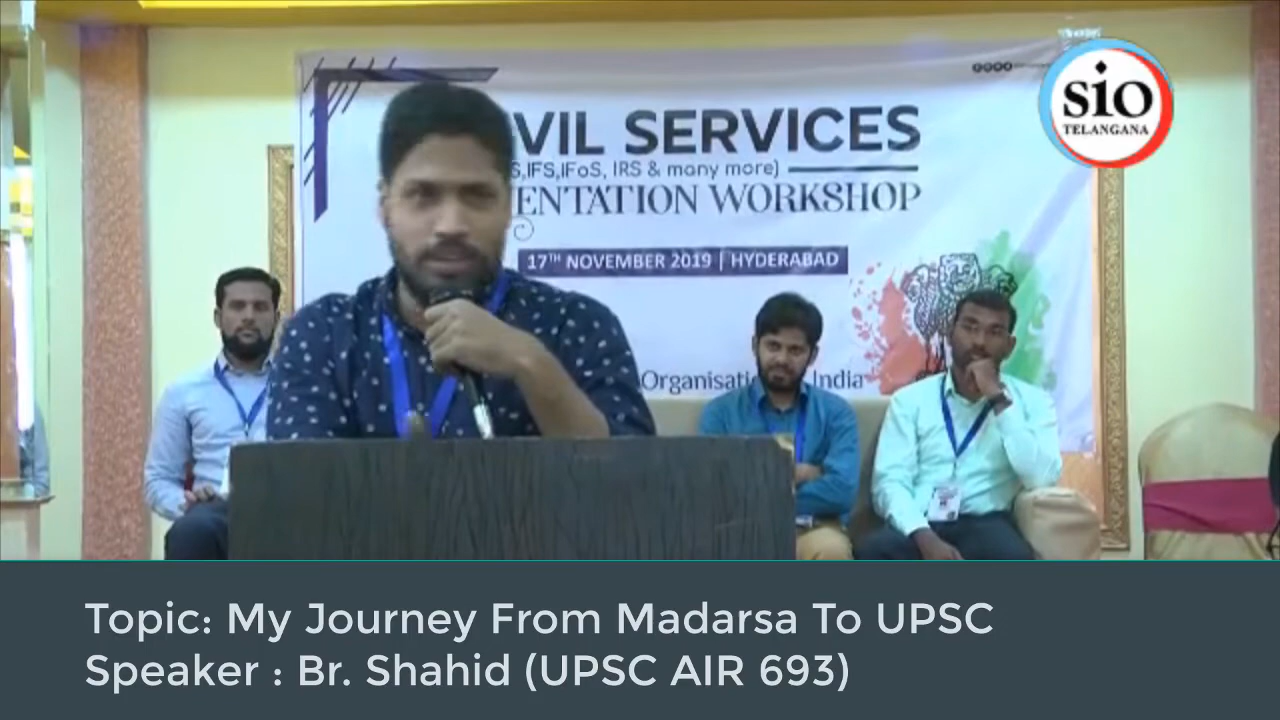 SIO
TELANGANA
VIL SERVICES
S,IFS,IFoS, IRS & many more)
ENTATION WORKSHOP
17TH NOVEMBER 2019 | HYDERABAD
Organisatio India
Topic: My Journey From Madarsa To UPSC
Speaker : Br. Shahid (UPSC AIR 693)